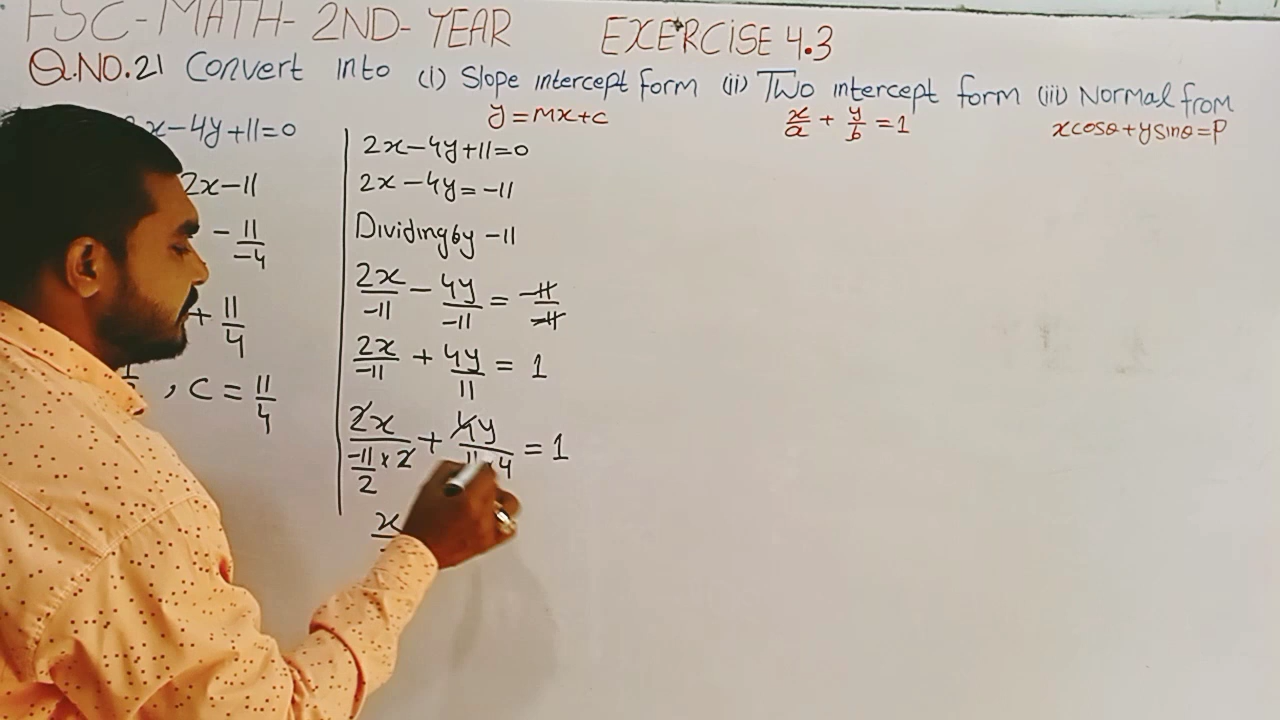 FSC-MATH-2ND-YEAR EXERCISE 4.3
Q.NO.21 Convert into (i) Slope intercept form (ii) Two intercept form (iii) Normal from
y=mx+c x/a + y/b =1 xcosθ+ysinθ=P
x-4y+11=0
2x-11
- 11/-4
+ 11/4
, C = 11/4
2x-4y+11=0
2x-4y=-11
Dividing by -11
2x/-11 - 4y/-11 = -11/-11
2x/-11 + 4y/11 = 1
2x/(-11/2 × 2) + 4y/(11×4) = 1
x